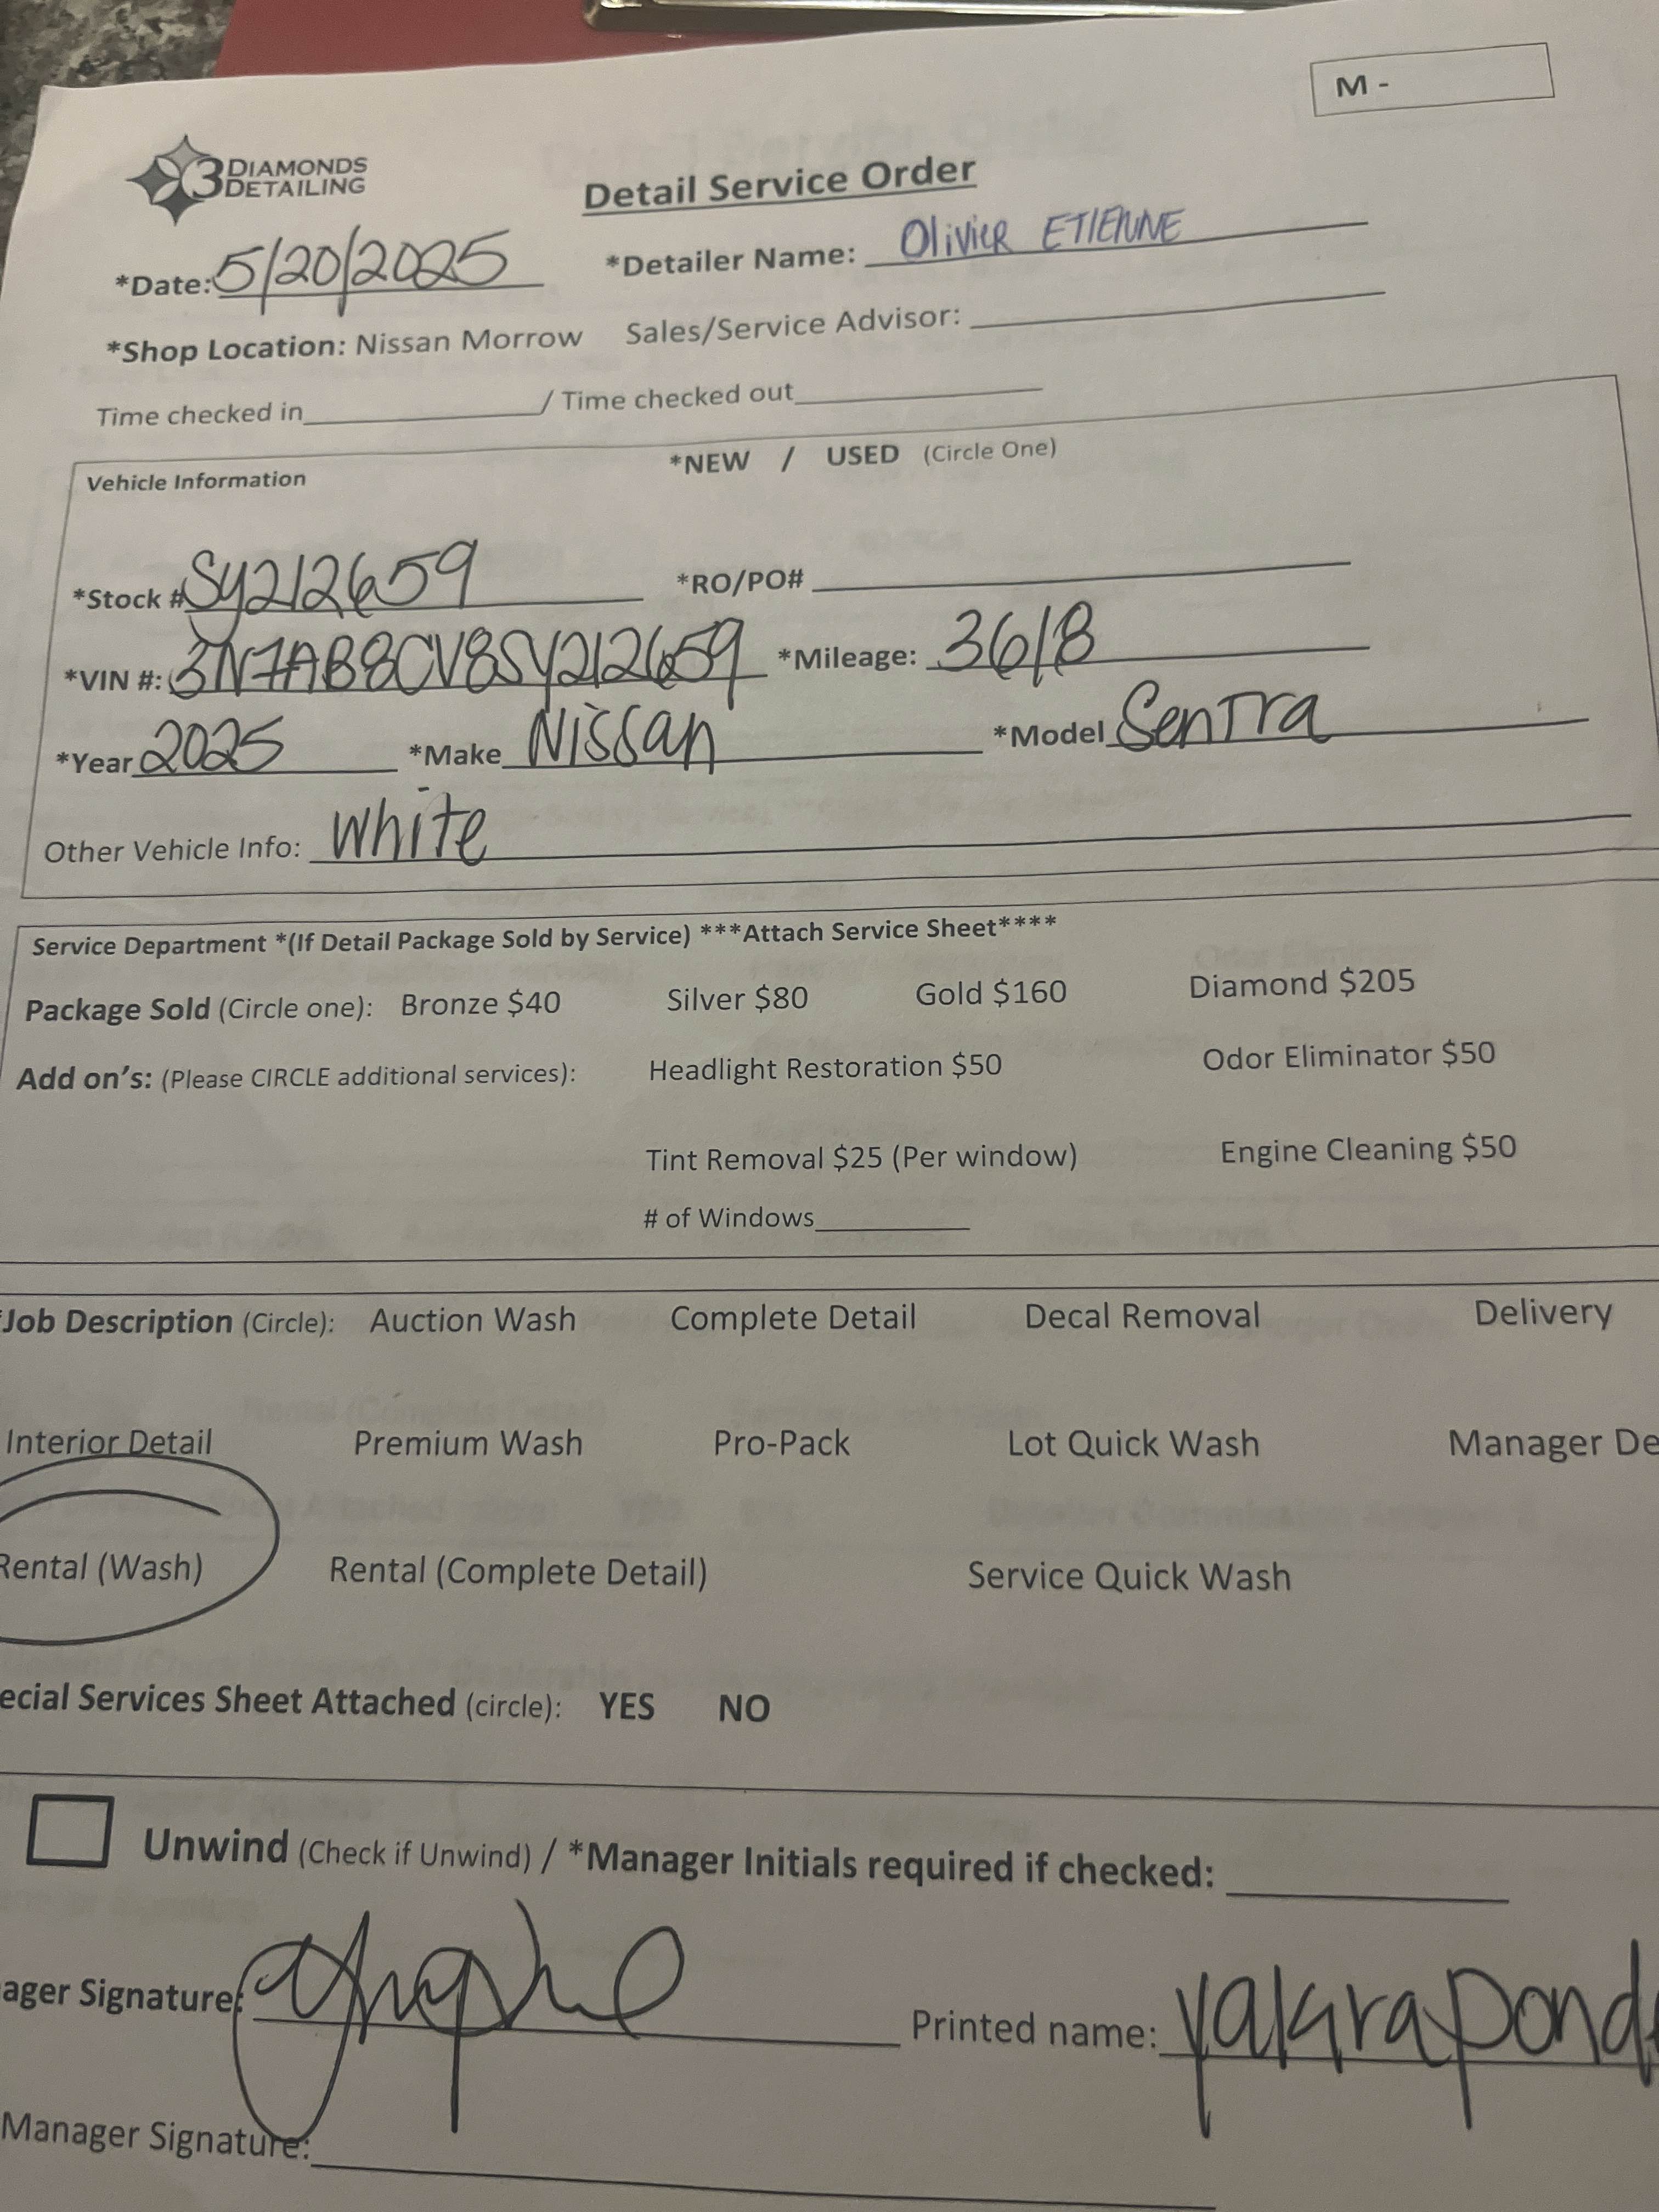 M -
3 DIAMONDS DETAILING
Detail Service Order
*Date: 5/20/2025 *Detailer Name: Olivier ETIENNE
*Shop Location: Nissan Morrow Sales/Service Advisor:
Time checked in / Time checked out
Vehicle Information *NEW / USED (Circle One)
*Stock # SY212659 *RO/PO#
*VIN #: 3N7AB8CV8SY212659 *Mileage: 3618
*Year 2025 *Make Nissan *Model Sentra
Other Vehicle Info: White
Service Department *(If Detail Package Sold by Service) ***Attach Service Sheet****
Package Sold (Circle one): Bronze $40 Silver $80 Gold $160 Diamond $205
Add on's: (Please CIRCLE additional services): Headlight Restoration $50 Odor Eliminator $50
Tint Removal $25 (Per window) Engine Cleaning $50
# of Windows
*Job Description (Circle): Auction Wash Complete Detail Decal Removal Delivery
Interior Detail Premium Wash Pro-Pack Lot Quick Wash Manager De
Rental (Wash) Rental (Complete Detail) Service Quick Wash
ecial Services Sheet Attached (circle): YES NO
Unwind (Check if Unwind) / *Manager Initials required if checked:
ager Signature: Printed name:
Manager Signature: